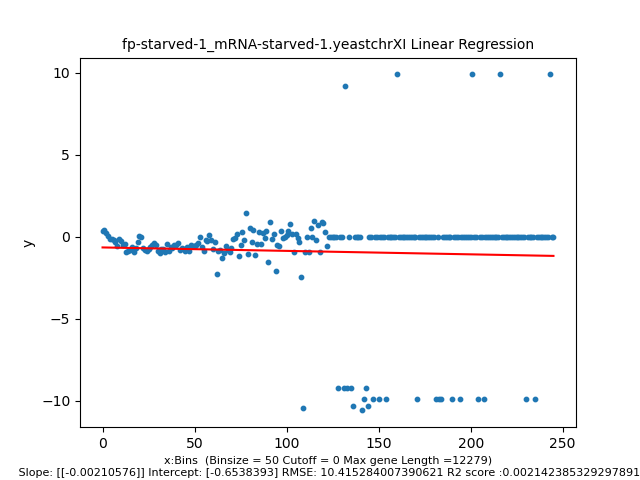 fp-starved-1_mRNA-starved-1.yeastchrXI Linear Regression
10
5
0
−5
−10
y
0 50 100 150 200 250
x:Bins  (Binsize = 50 Cutoff = 0 Max gene Length =12279)
Slope: [[-0.00210576]] Intercept: [-0.6538393] RMSE: 10.415284007390621 R2 score :0.002142385329297891